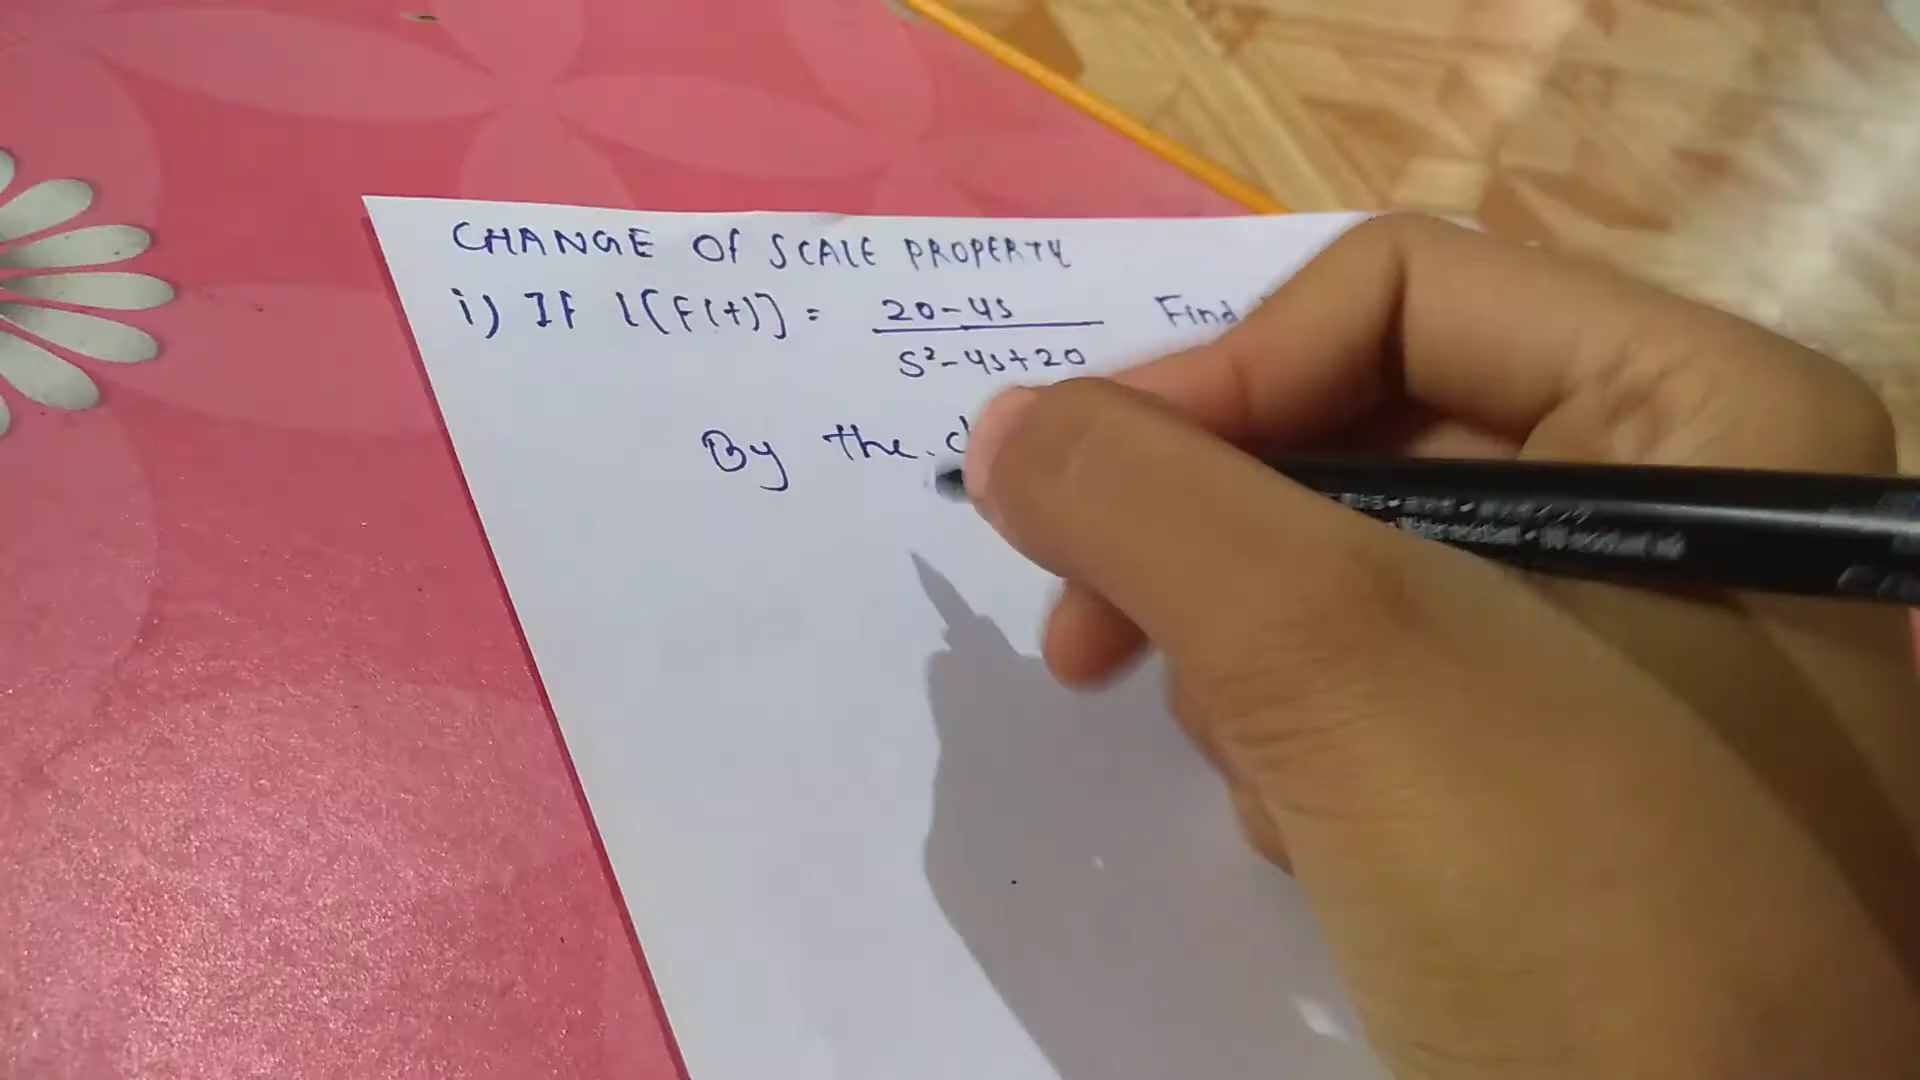 CHANGE OF SCALE PROPERTY
i) If L[f(t)] = 20-4s / s²-4s+20 Find
By the